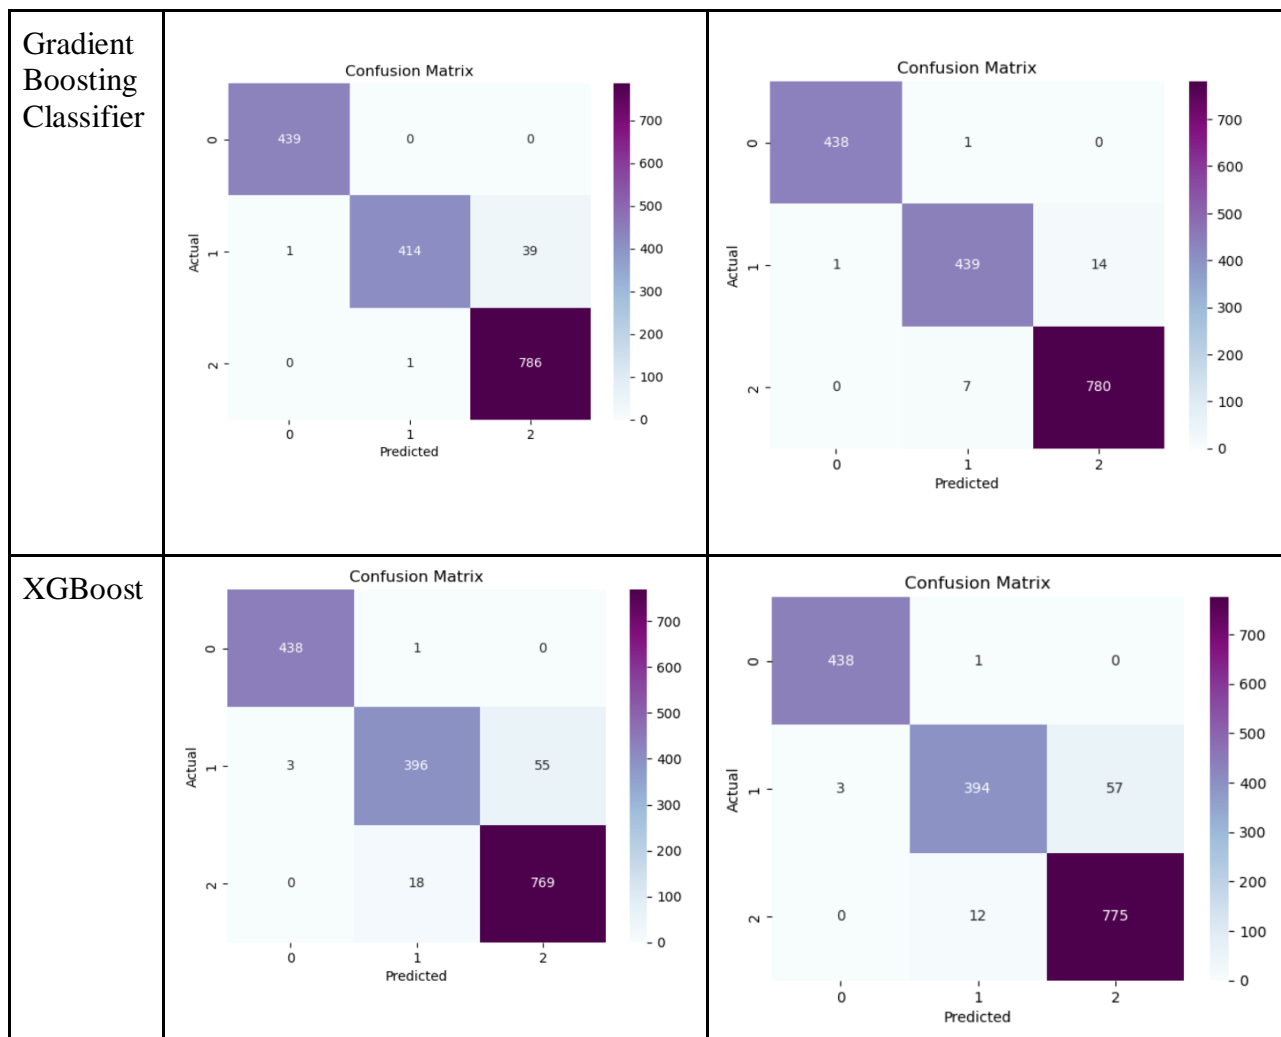 Gradient
Boosting
Classifier
Confusion Matrix
0 439 0 0
Actual 1 1 414 39
2 0 1 786
0 1 2
Predicted
700
600
500
400
300
200
100
0
Confusion Matrix
0 438 1 0
Actual 1 1 439 14
2 0 7 780
0 1 2
Predicted
700
600
500
400
300
200
100
0
XGBoost
Confusion Matrix
0 438 1 0
Actual 1 3 396 55
2 0 18 769
0 1 2
Predicted
700
600
500
400
300
200
100
0
Confusion Matrix
0 438 1 0
Actual 1 3 394 57
2 0 12 775
0 1 2
Predicted
700
600
500
400
300
200
100
0